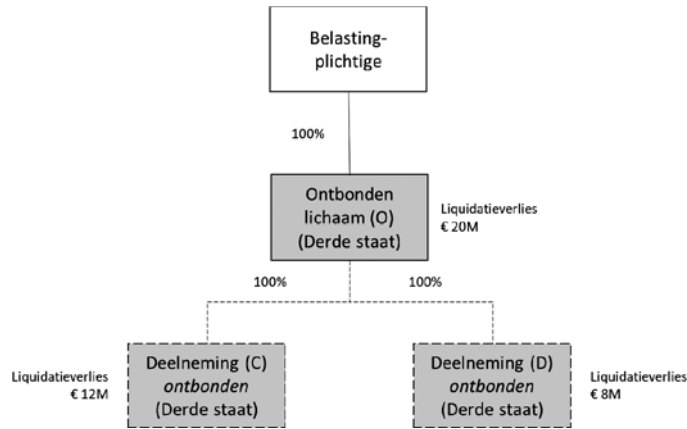 Belasting-
plichtige
100%
Ontbonden
lichaam (O)
(Derde staat)
Liquidatieverlies
€ 20M
100%
100%
Liquidatieverlies
€ 12M
Deelneming (C)
ontbonden
(Derde staat)
Deelneming (D)
ontbonden
(Derde staat)
Liquidatieverlies
€ 8M